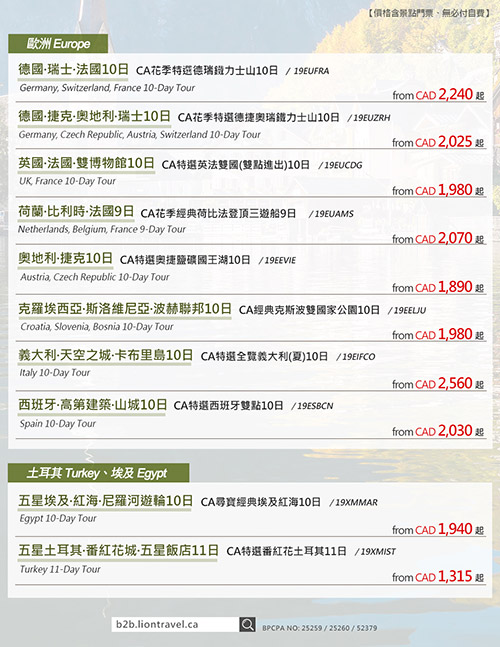 【價格含景點門票、無必付自費】
歐洲 Europe
德國·瑞士·法國10日 CA花季特選德瑞鐵力士山10日 / 19EUFRA
Germany, Switzerland, France 10-Day Tour
from CAD 2,240 起
德國·捷克·奧地利·瑞士10日 CA花季特選德捷奧瑞鐵力士山10日 / 19EUZRH
Germany, Czech Republic, Austria, Switzerland 10-Day Tour
from CAD 2,025 起
英國·法國·雙博物館10日 CA特選英法雙國(雙點進出)10日 / 19EUCDG
UK, France 10-Day Tour
from CAD 1,980 起
荷蘭·比利時·法國9日 CA花季經典荷比法登頂三遊船9日 / 19EUAMS
Netherlands, Belgium, France 9-Day Tour
from CAD 2,070 起
奧地利·捷克10日 CA特選奧捷鹽礦國王湖10日 / 19EEVIE
Austria, Czech Republic 10-Day Tour
from CAD 1,890 起
克羅埃西亞·斯洛維尼亞·波赫聯邦10日 CA經典克斯波雙國家公園10日 / 19EELJU
Croatia, Slovenia, Bosnia 10-Day Tour
from CAD 1,980 起
義大利·天空之城·卡布里島10日 CA特選全覽義大利(夏)10日 / 19EIFCO
Italy 10-Day Tour
from CAD 2,560 起
西班牙·高第建築·山城10日 CA特選西班牙雙點10日 / 19ESBCN
Spain 10-Day Tour
from CAD 2,030 起
土耳其 Turkey、埃及 Egypt
五星埃及·紅海·尼羅河遊輪10日 CA尋寶經典埃及紅海10日 / 19XMMAR
Egypt 10-Day Tour
from CAD 1,940 起
五星土耳其·番紅花城·五星飯店11日 CA特選番紅花土耳其11日 / 19XMIST
Turkey 11-Day Tour
from CAD 1,315 起
b2b.liontravel.ca BPCPA NO: 25259 / 25260 / 52379